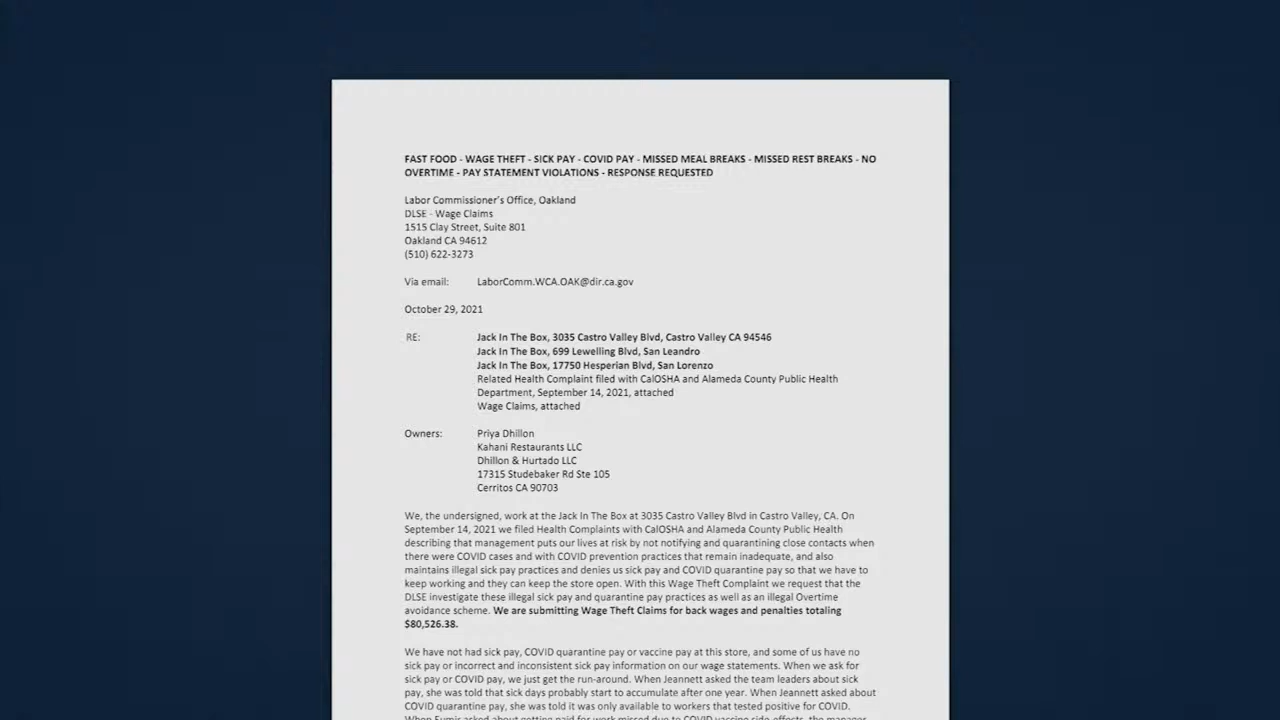 FAST FOOD - WAGE THEFT - SICK PAY - COVID PAY - MISSED MEAL BREAKS - MISSED REST BREAKS - NO
OVERTIME - PAY STATEMENT VIOLATIONS - RESPONSE REQUESTED
Labor Commissioner's Office, Oakland
DLSE - Wage Claims
1515 Clay Street, Suite 801
Oakland CA 94612
(510) 622-3273
Via email: LaborComm.WCA.OAK@dir.ca.gov
October 29, 2021
RE: Jack In The Box, 3035 Castro Valley Blvd, Castro Valley CA 94546
Jack In The Box, 699 Lewelling Blvd, San Leandro
Jack In The Box, 17750 Hesperian Blvd, San Lorenzo
Related Health Complaint filed with CalOSHA and Alameda County Public Health
Department, September 14, 2021, attached
Wage Claims, attached
Owners: Priya Dhillon
Kahani Restaurants LLC
Dhillon & Hurtado LLC
17315 Studebaker Rd Ste 105
Cerritos CA 90703
We, the undersigned, work at the Jack In The Box at 3035 Castro Valley Blvd in Castro Valley, CA. On
September 14, 2021 we filed Health Complaints with CalOSHA and Alameda County Public Health
describing that management puts our lives at risk by not notifying and quarantining close contacts when
there were COVID cases and with COVID prevention practices that remain inadequate, and also
maintains illegal sick pay practices and denies us sick pay and COVID quarantine pay so that we have to
keep working and they can keep the store open. With this Wage Theft Complaint we request that the
DLSE investigate these illegal sick pay and quarantine pay practices as well as an illegal Overtime
avoidance scheme. We are submitting Wage Theft Claims for back wages and penalties totaling
$80,526.38.
We have not had sick pay, COVID quarantine pay or vaccine pay at this store, and some of us have no
sick pay or incorrect and inconsistent sick pay information on our wage statements. When we ask for
sick pay or COVID pay, we just get the run-around. When Jeannett asked the team leaders about sick
pay, she was told that sick days probably start to accumulate after one year. When Jeannett asked about
COVID quarantine pay, she was told it was only available to workers that tested positive for COVID.
asked about getting paid for work missed due to COVID vaccine side-effects, the manager